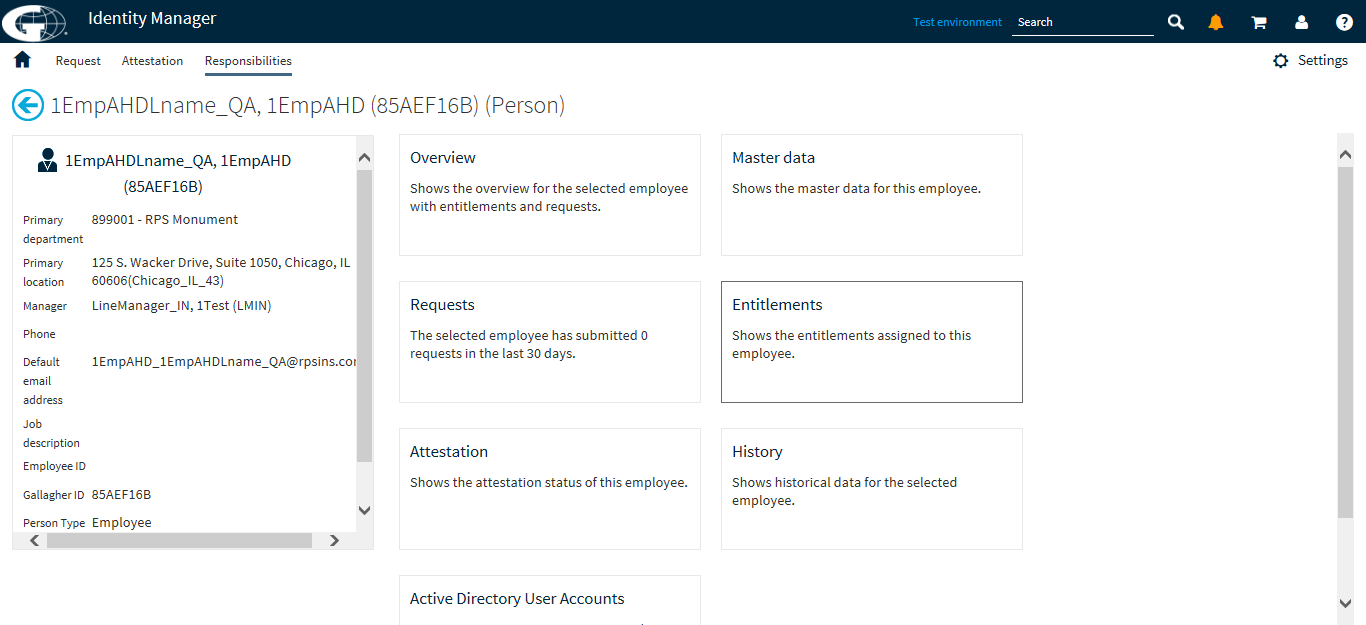 Identity Manager
Test environment
Search
Request
Attestation
Responsibilities
Settings
1EmpAHDLname_QA, 1EmpAHD (85AEF16B) (Person)
1EmpAHDLname_QA, 1EmpAHD
(85AEF16B)
Primary department
899001 - RPS Monument
Primary location
125 S. Wacker Drive, Suite 1050, Chicago, IL
60606(Chicago_IL_43)
Manager
LineManager_IN, 1Test (LMIN)
Phone
Default email address
1EmpAHD_1EmpAHDLname_QA@rpsins.co
Job description
Employee ID
Gallagher ID
85AEF16B
Person Type
Employee
Overview
Shows the overview for the selected employee
with entitlements and requests.
Master data
Shows the master data for this employee.
Requests
The selected employee has submitted 0
requests in the last 30 days.
Entitlements
Shows the entitlements assigned to this
employee.
Attestation
Shows the attestation status of this employee.
History
Shows historical data for the selected
employee.
Active Directory User Accounts